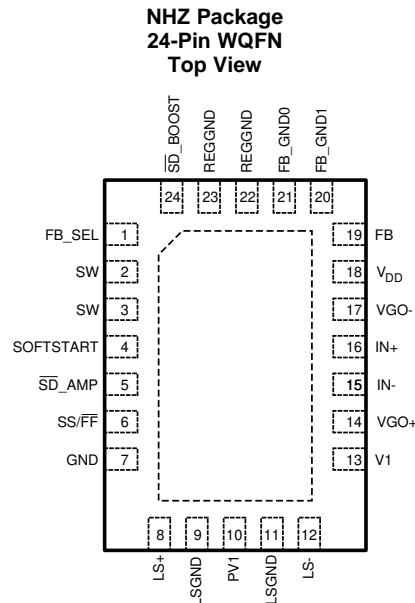 NHZ Package
24-Pin WQFN
Top View
SD_BOOST
REGGND
REGGND
FB_GND0
FB_GND1
24
23
22
21
20
FB_SEL 1
SW 2
SW 3
SOFTSTART 4
SD_AMP 5
SS/FF 6
GND 7
19 FB
18 VDD
17 VGO-
16 IN+
15 IN-
14 VGO+
13 V1
8
9
10
11
12
LS+
LSGND
PV1
LSGND
LS-